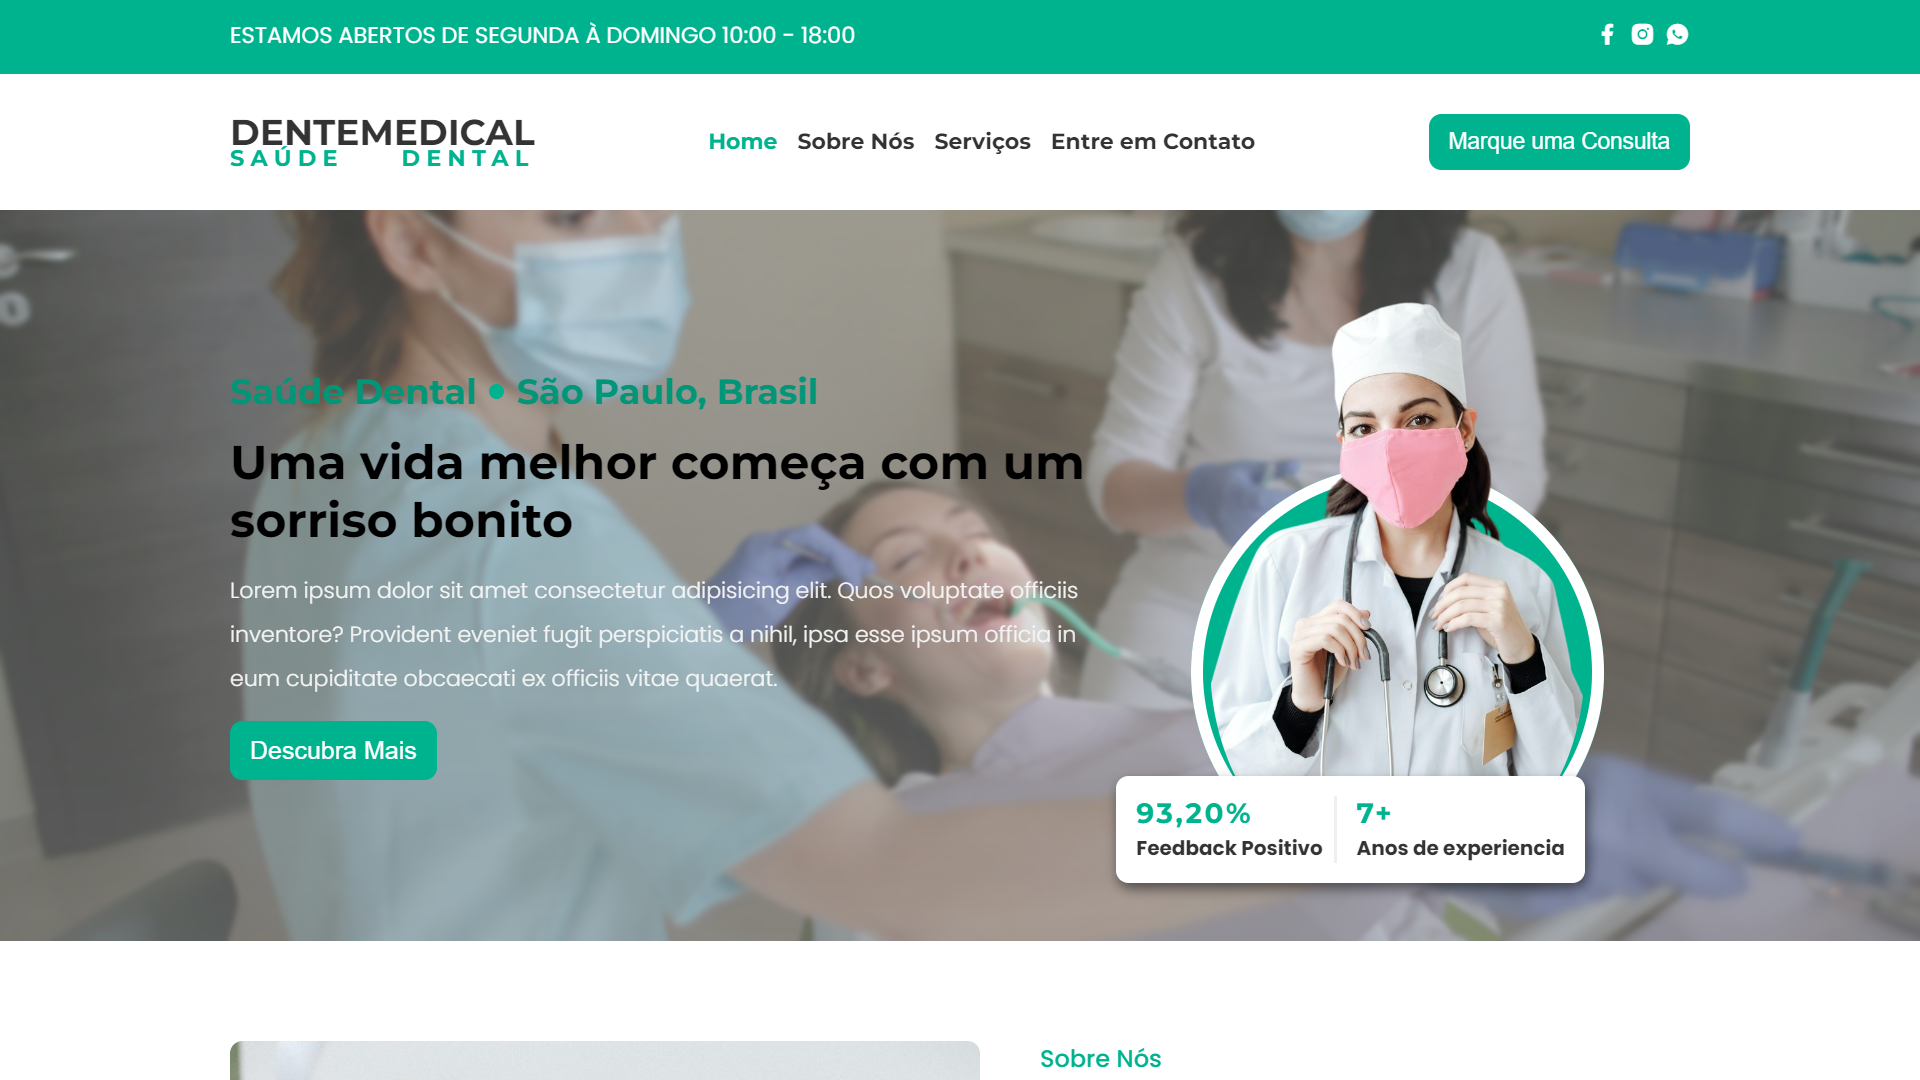 ESTAMOS ABERTOS DE SEGUNDA À DOMINGO 10:00 - 18:00
DENTEMEDICAL
SAÚDE DENTAL
Home Sobre Nós Serviços Entre em Contato
Marque uma Consulta
Saúde Dental • São Paulo, Brasil
Uma vida melhor começa com um
sorriso bonito
Lorem ipsum dolor sit amet consectetur adipisicing elit. Quos voluptate officiis
inventore? Provident eveniet fugit perspiciatis a nihil, ipsa esse ipsum officia in
eum cupiditate obcaecati ex officiis vitae quaerat.
Descubra Mais
93,20%
Feedback Positivo
7+
Anos de experiencia
Sobre Nós